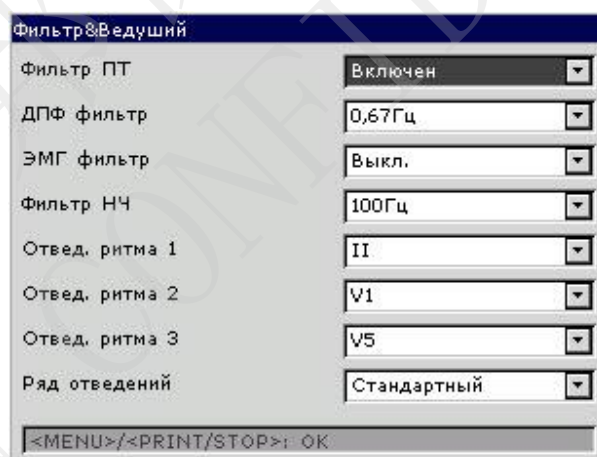 Фильтр&Ведуший
Фильтр ПТ Включен
ДПФ фильтр 0,67Гц
ЭМГ фильтр Выкл.
Фильтр НЧ 100Гц
Отвед. ритма 1 II
Отвед. ритма 2 V1
Отвед. ритма 3 V5
Ряд отведений Стандартный
<MENU>/<PRINT/STOP>: OK